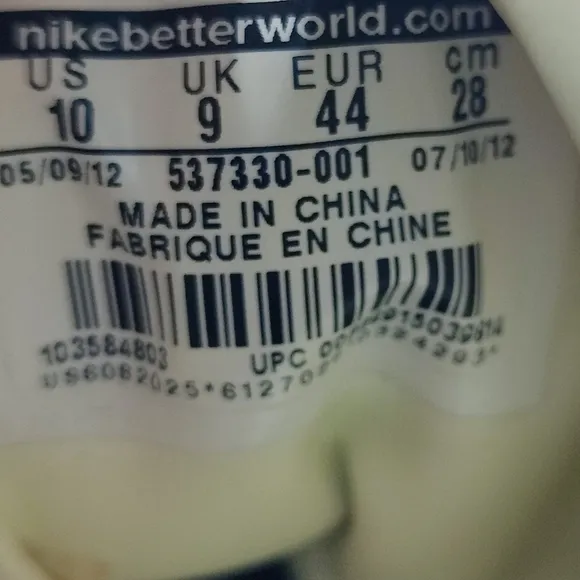 nikebetterworld.com
US UK EUR cm
10 9 44 28
05/09/12 537330-001 07/10/12
MADE IN CHINA
FABRIQUE EN CHINE
103584803 UPC